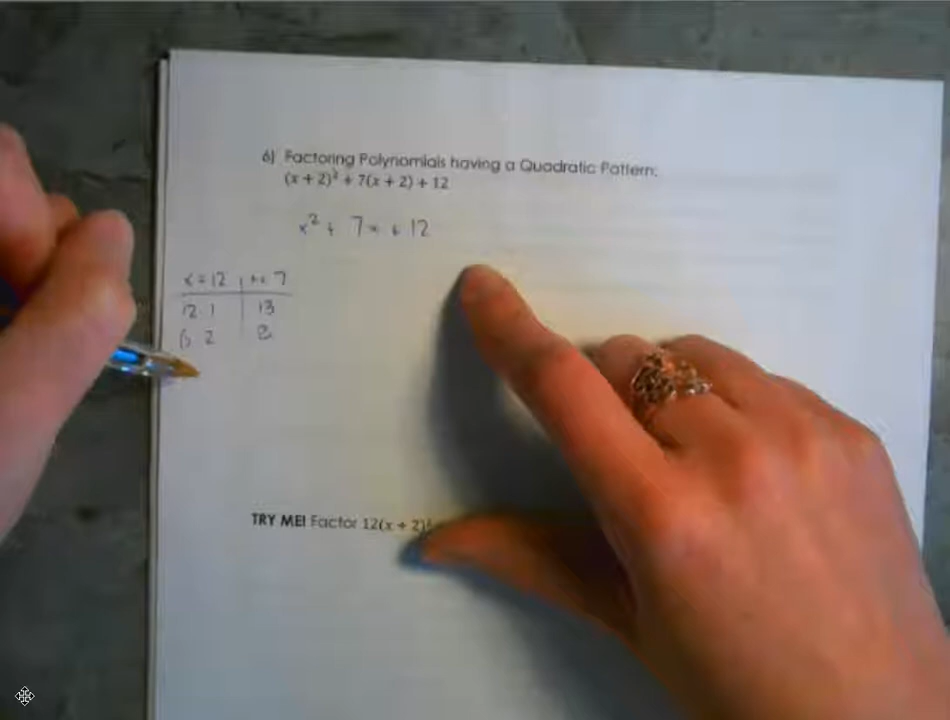 6) Factoring Polynomials having a Quadratic Pattern:
(x + 2)² + 7(x + 2) + 12
x² + 7x + 12
x = 12 + = 7
12 1 13
6 2 8
TRY ME! Factor 12(x + 2)²